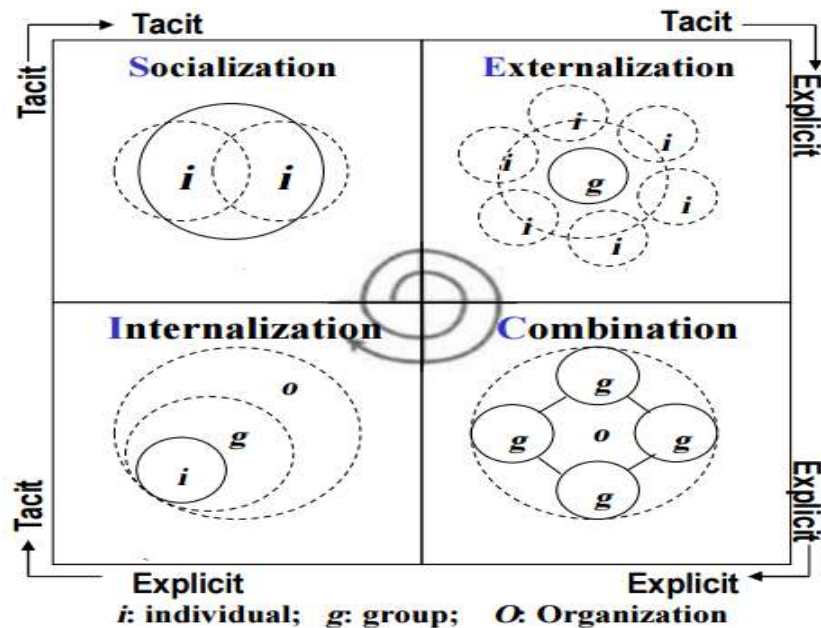 Tacit
Tacit
Tacit
Explicit
Socialization
i i
Externalization
i
i
i
g
i
i
i
Internalization
o
g
i
Combination
g
g o g
g
Tacit
Explicit
Explicit
Explicit
i: individual; g: group; O: Organization